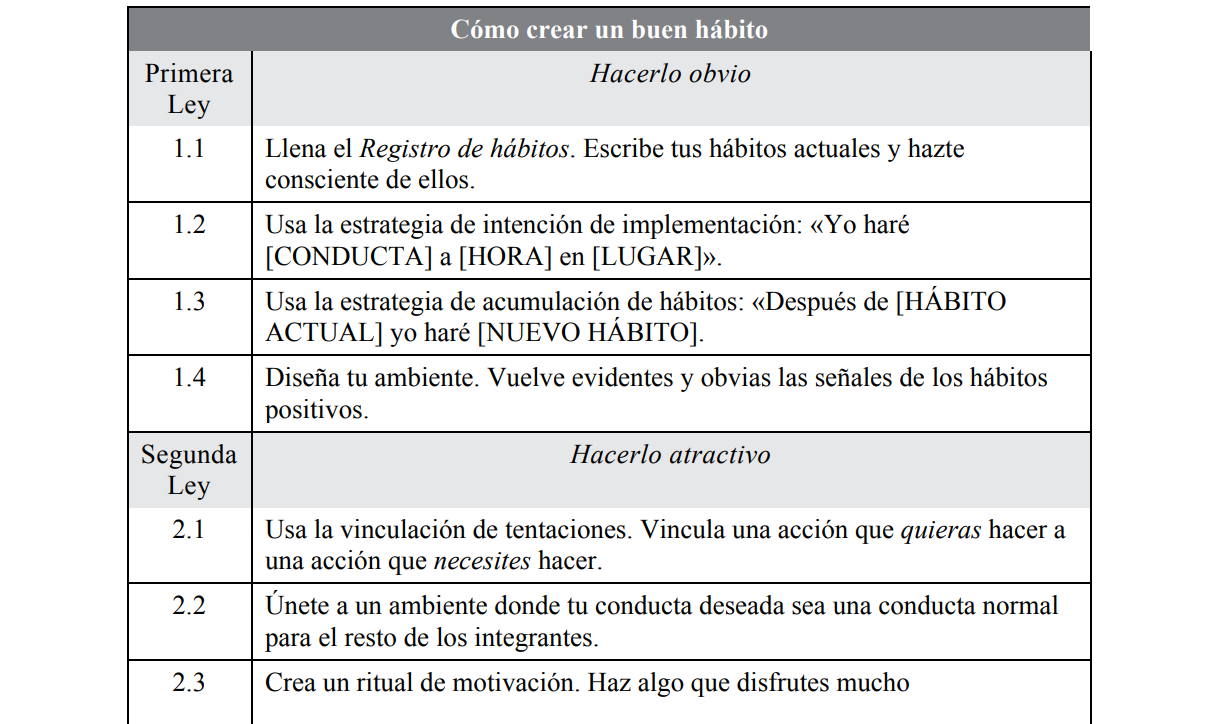 Cómo crear un buen hábito
Primera
Ley
Hacerlo obvio
1.1
Llena el Registro de hábitos. Escribe tus hábitos actuales y hazte
consciente de ellos.
1.2
Usa la estrategia de intención de implementación: «Yo haré
[CONDUCTA] a [HORA] en [LUGAR]».
1.3
Usa la estrategia de acumulación de hábitos: «Después de [HÁBITO
ACTUAL] yo haré [NUEVO HÁBITO].
1.4
Diseña tu ambiente. Vuelve evidentes y obvias las señales de los hábitos
positivos.
Segunda
Ley
Hacerlo atractivo
2.1
Usa la vinculación de tentaciones. Vincula una acción que quieras hacer a
una acción que necesites hacer.
2.2
Únete a un ambiente donde tu conducta deseada sea una conducta normal
para el resto de los integrantes.
2.3
Crea un ritual de motivación. Haz algo que disfrutes mucho